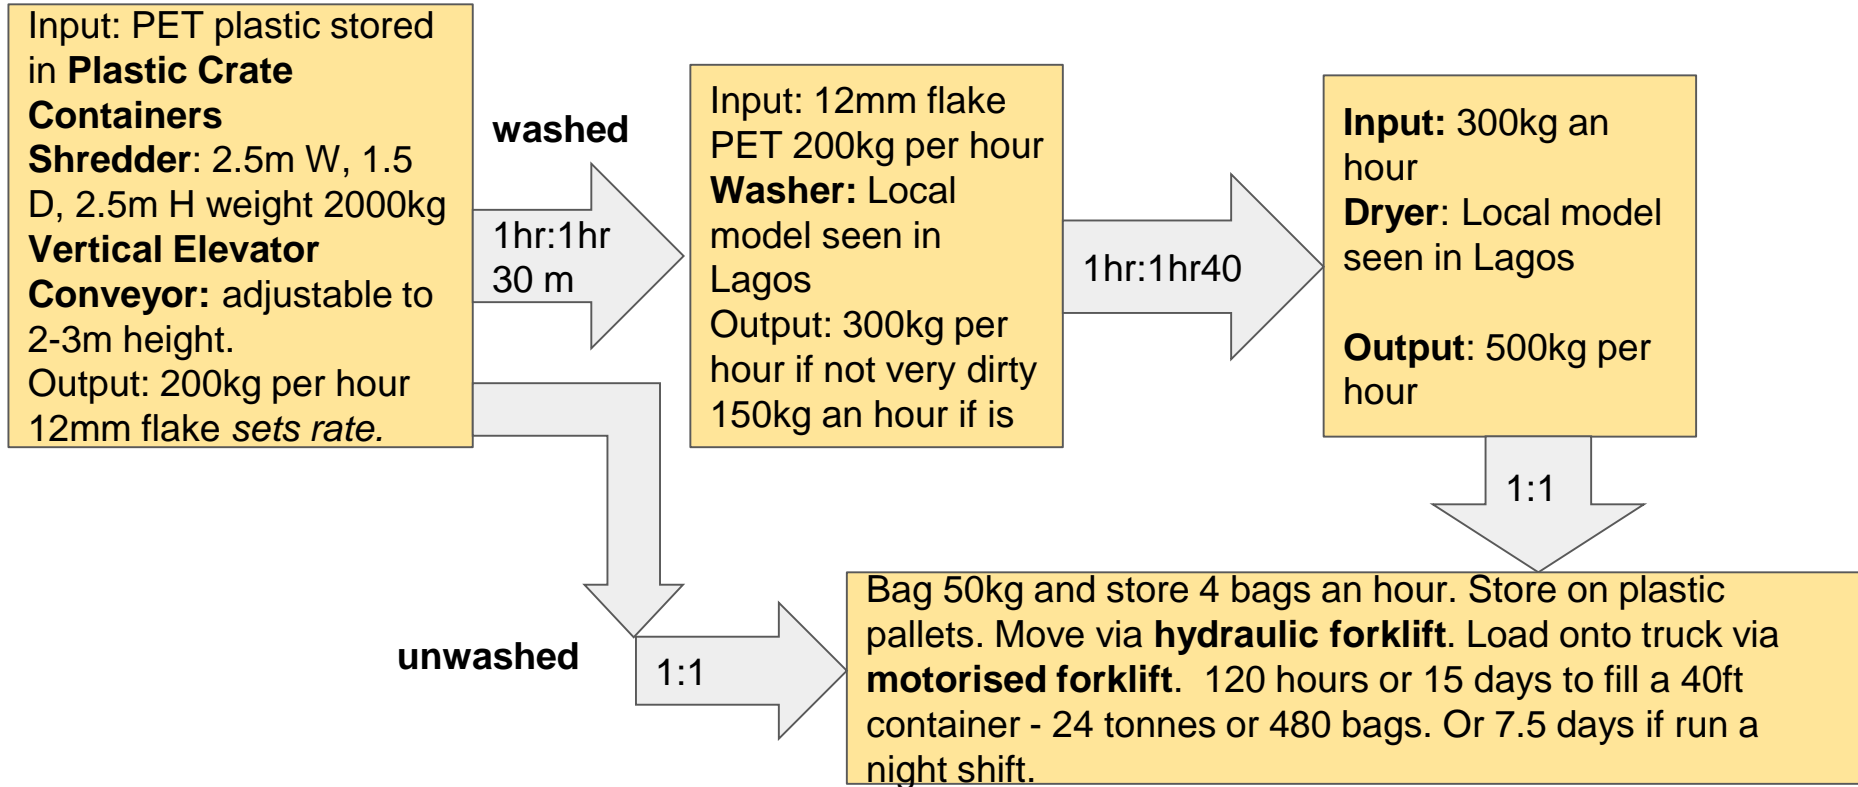 Input: PET plastic stored
in Plastic Crate
Containers
Shredder: 2.5m W, 1.5
D, 2.5m H weight 2000kg
Vertical Elevator
Conveyor: adjustable to
2-3m height.
Output: 200kg per hour
12mm flake sets rate.
washed
1hr:1hr
30 m
Input: 12mm flake
PET 200kg per hour
Washer: Local
model seen in
Lagos
Output: 300kg per
hour if not very dirty
150kg an hour if is
1hr:1hr40
Input: 300kg an
hour
Dryer: Local model
seen in Lagos
Output: 500kg per
hour
1:1
unwashed
1:1
Bag 50kg and store 4 bags an hour. Store on plastic
pallets. Move via hydraulic forklift. Load onto truck via
motorised forklift.  120 hours or 15 days to fill a 40ft
container - 24 tonnes or 480 bags. Or 7.5 days if run a
night shift.